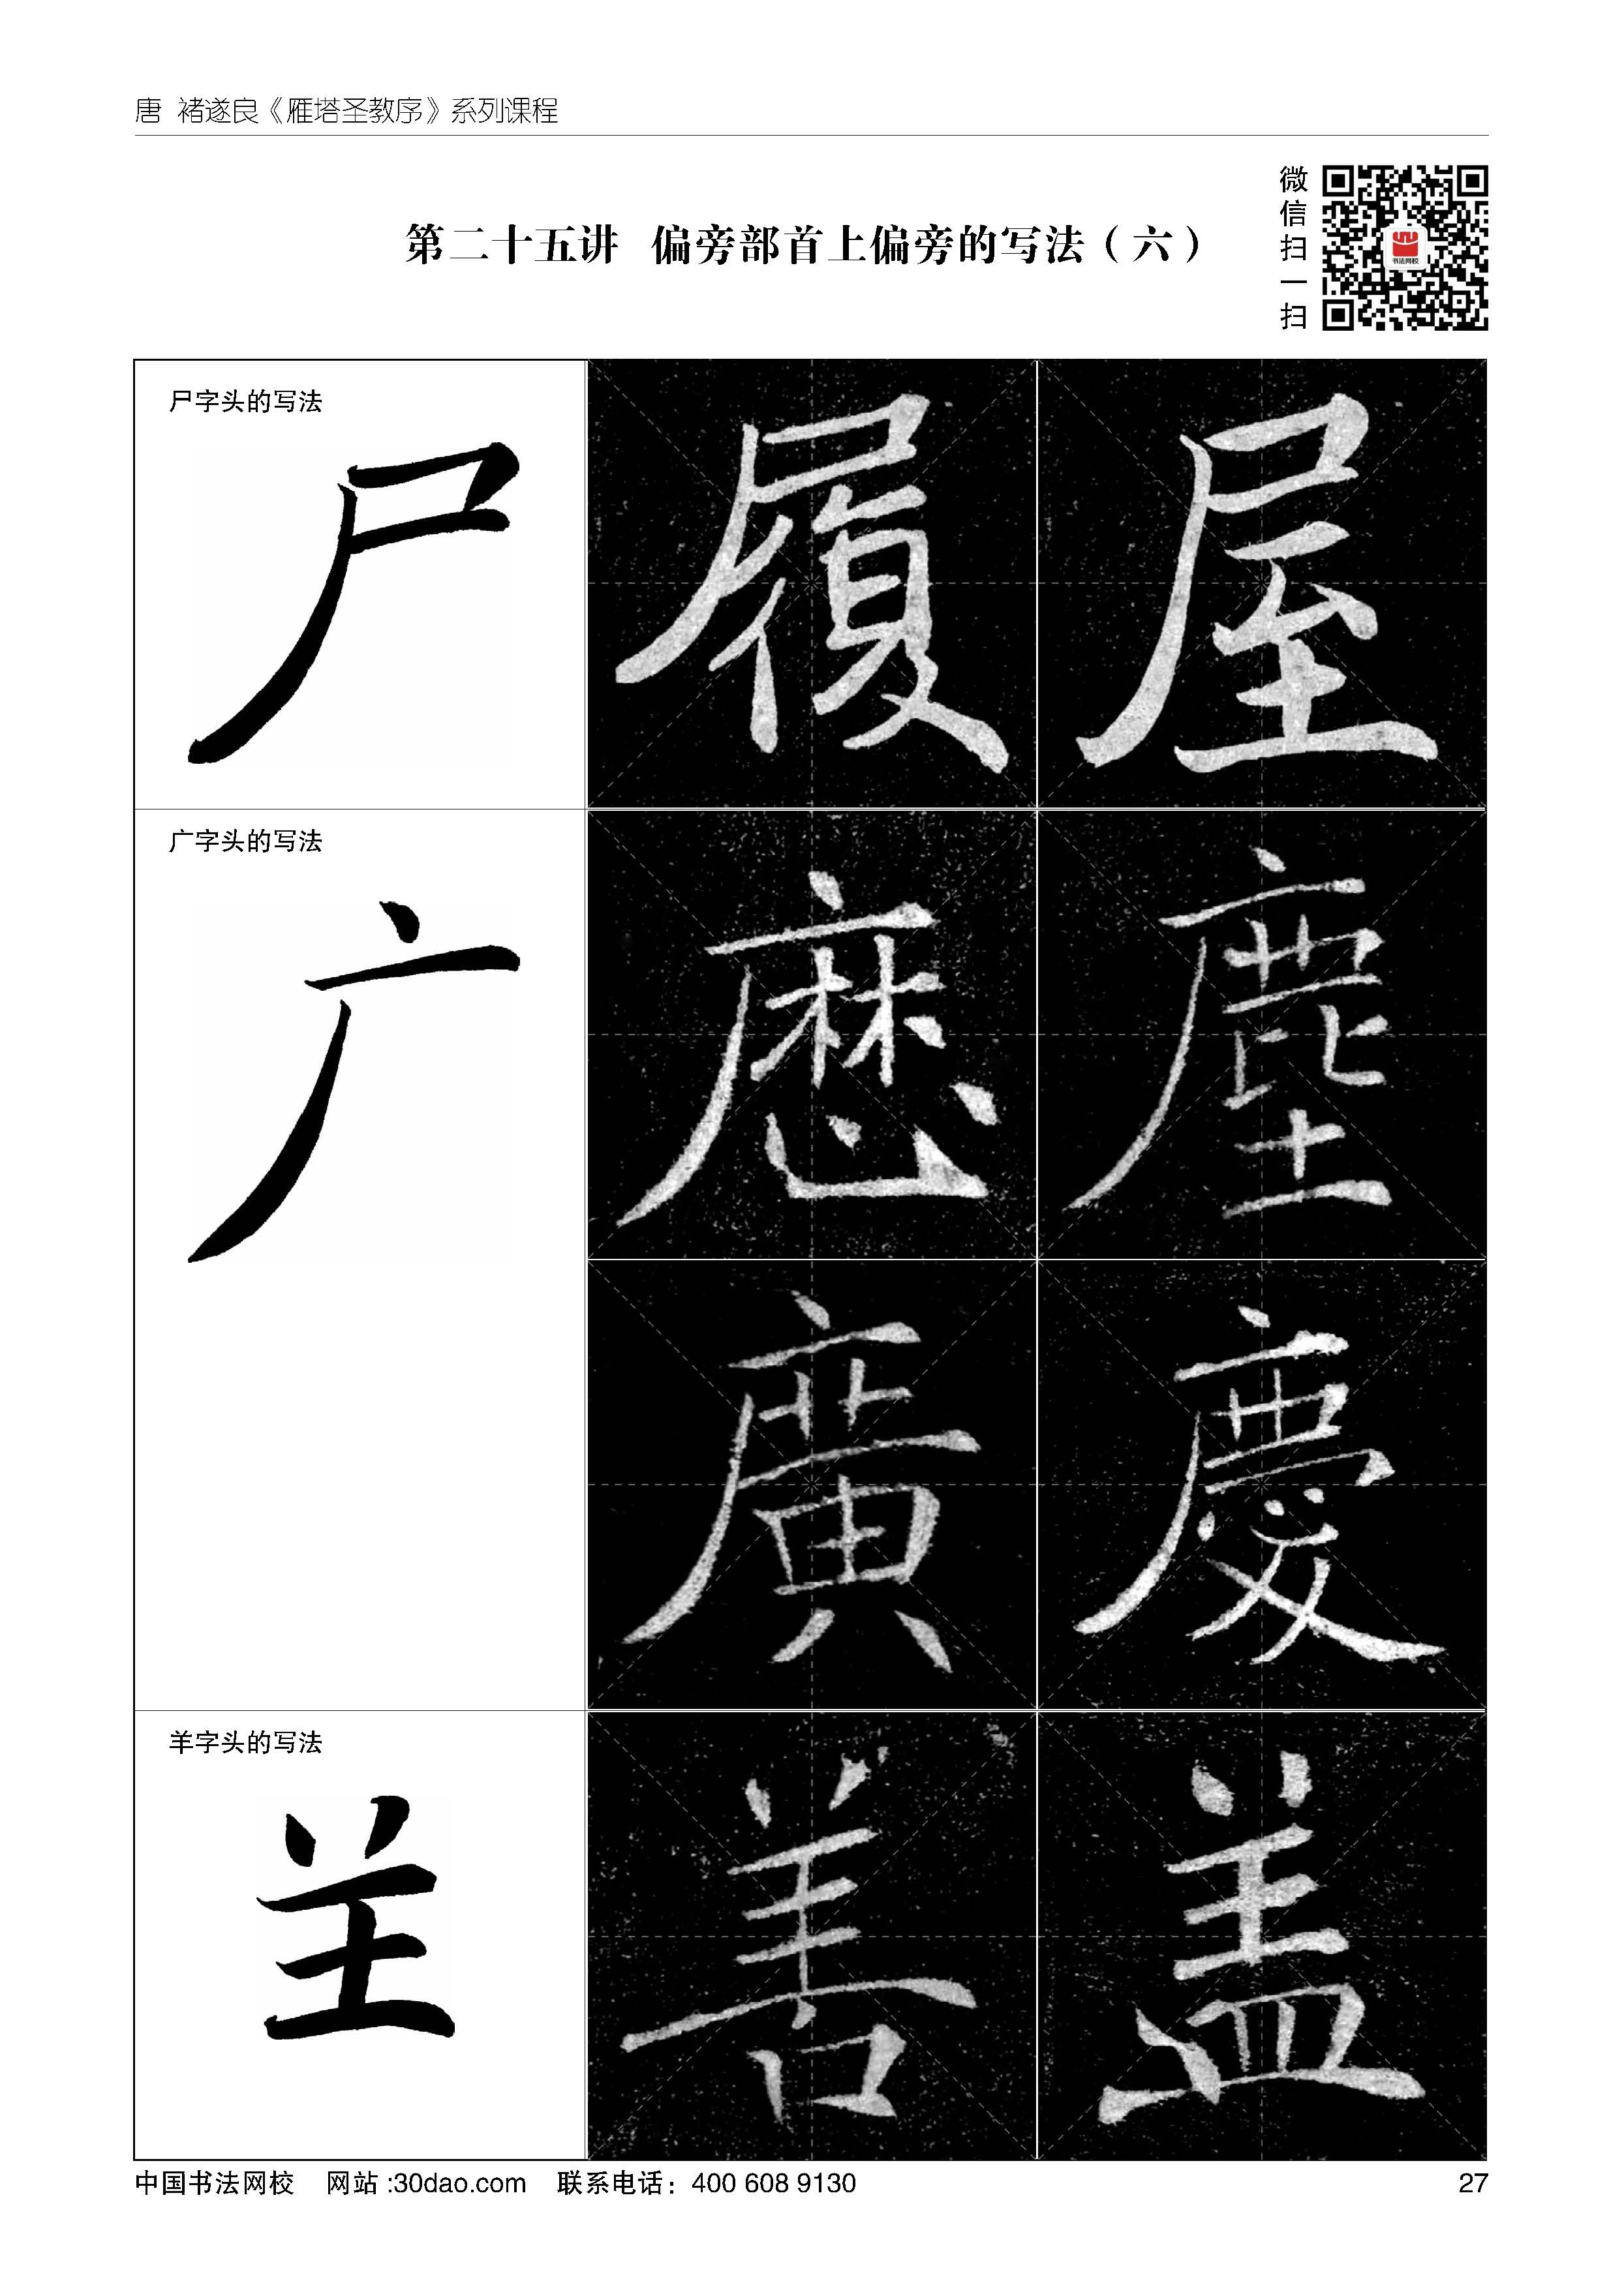 唐 褚遂良《雁塔圣教序》系列课程
微信扫一扫
书法网校
第二十五讲 偏旁部首上偏旁的写法（六）
尸字头的写法
尸 履 屋
广字头的写法
广 麽 塵
廣 慶
羊字头的写法
𦍌 善 盖
中国书法网校 网站:30dao.com 联系电话：400 608 9130
27